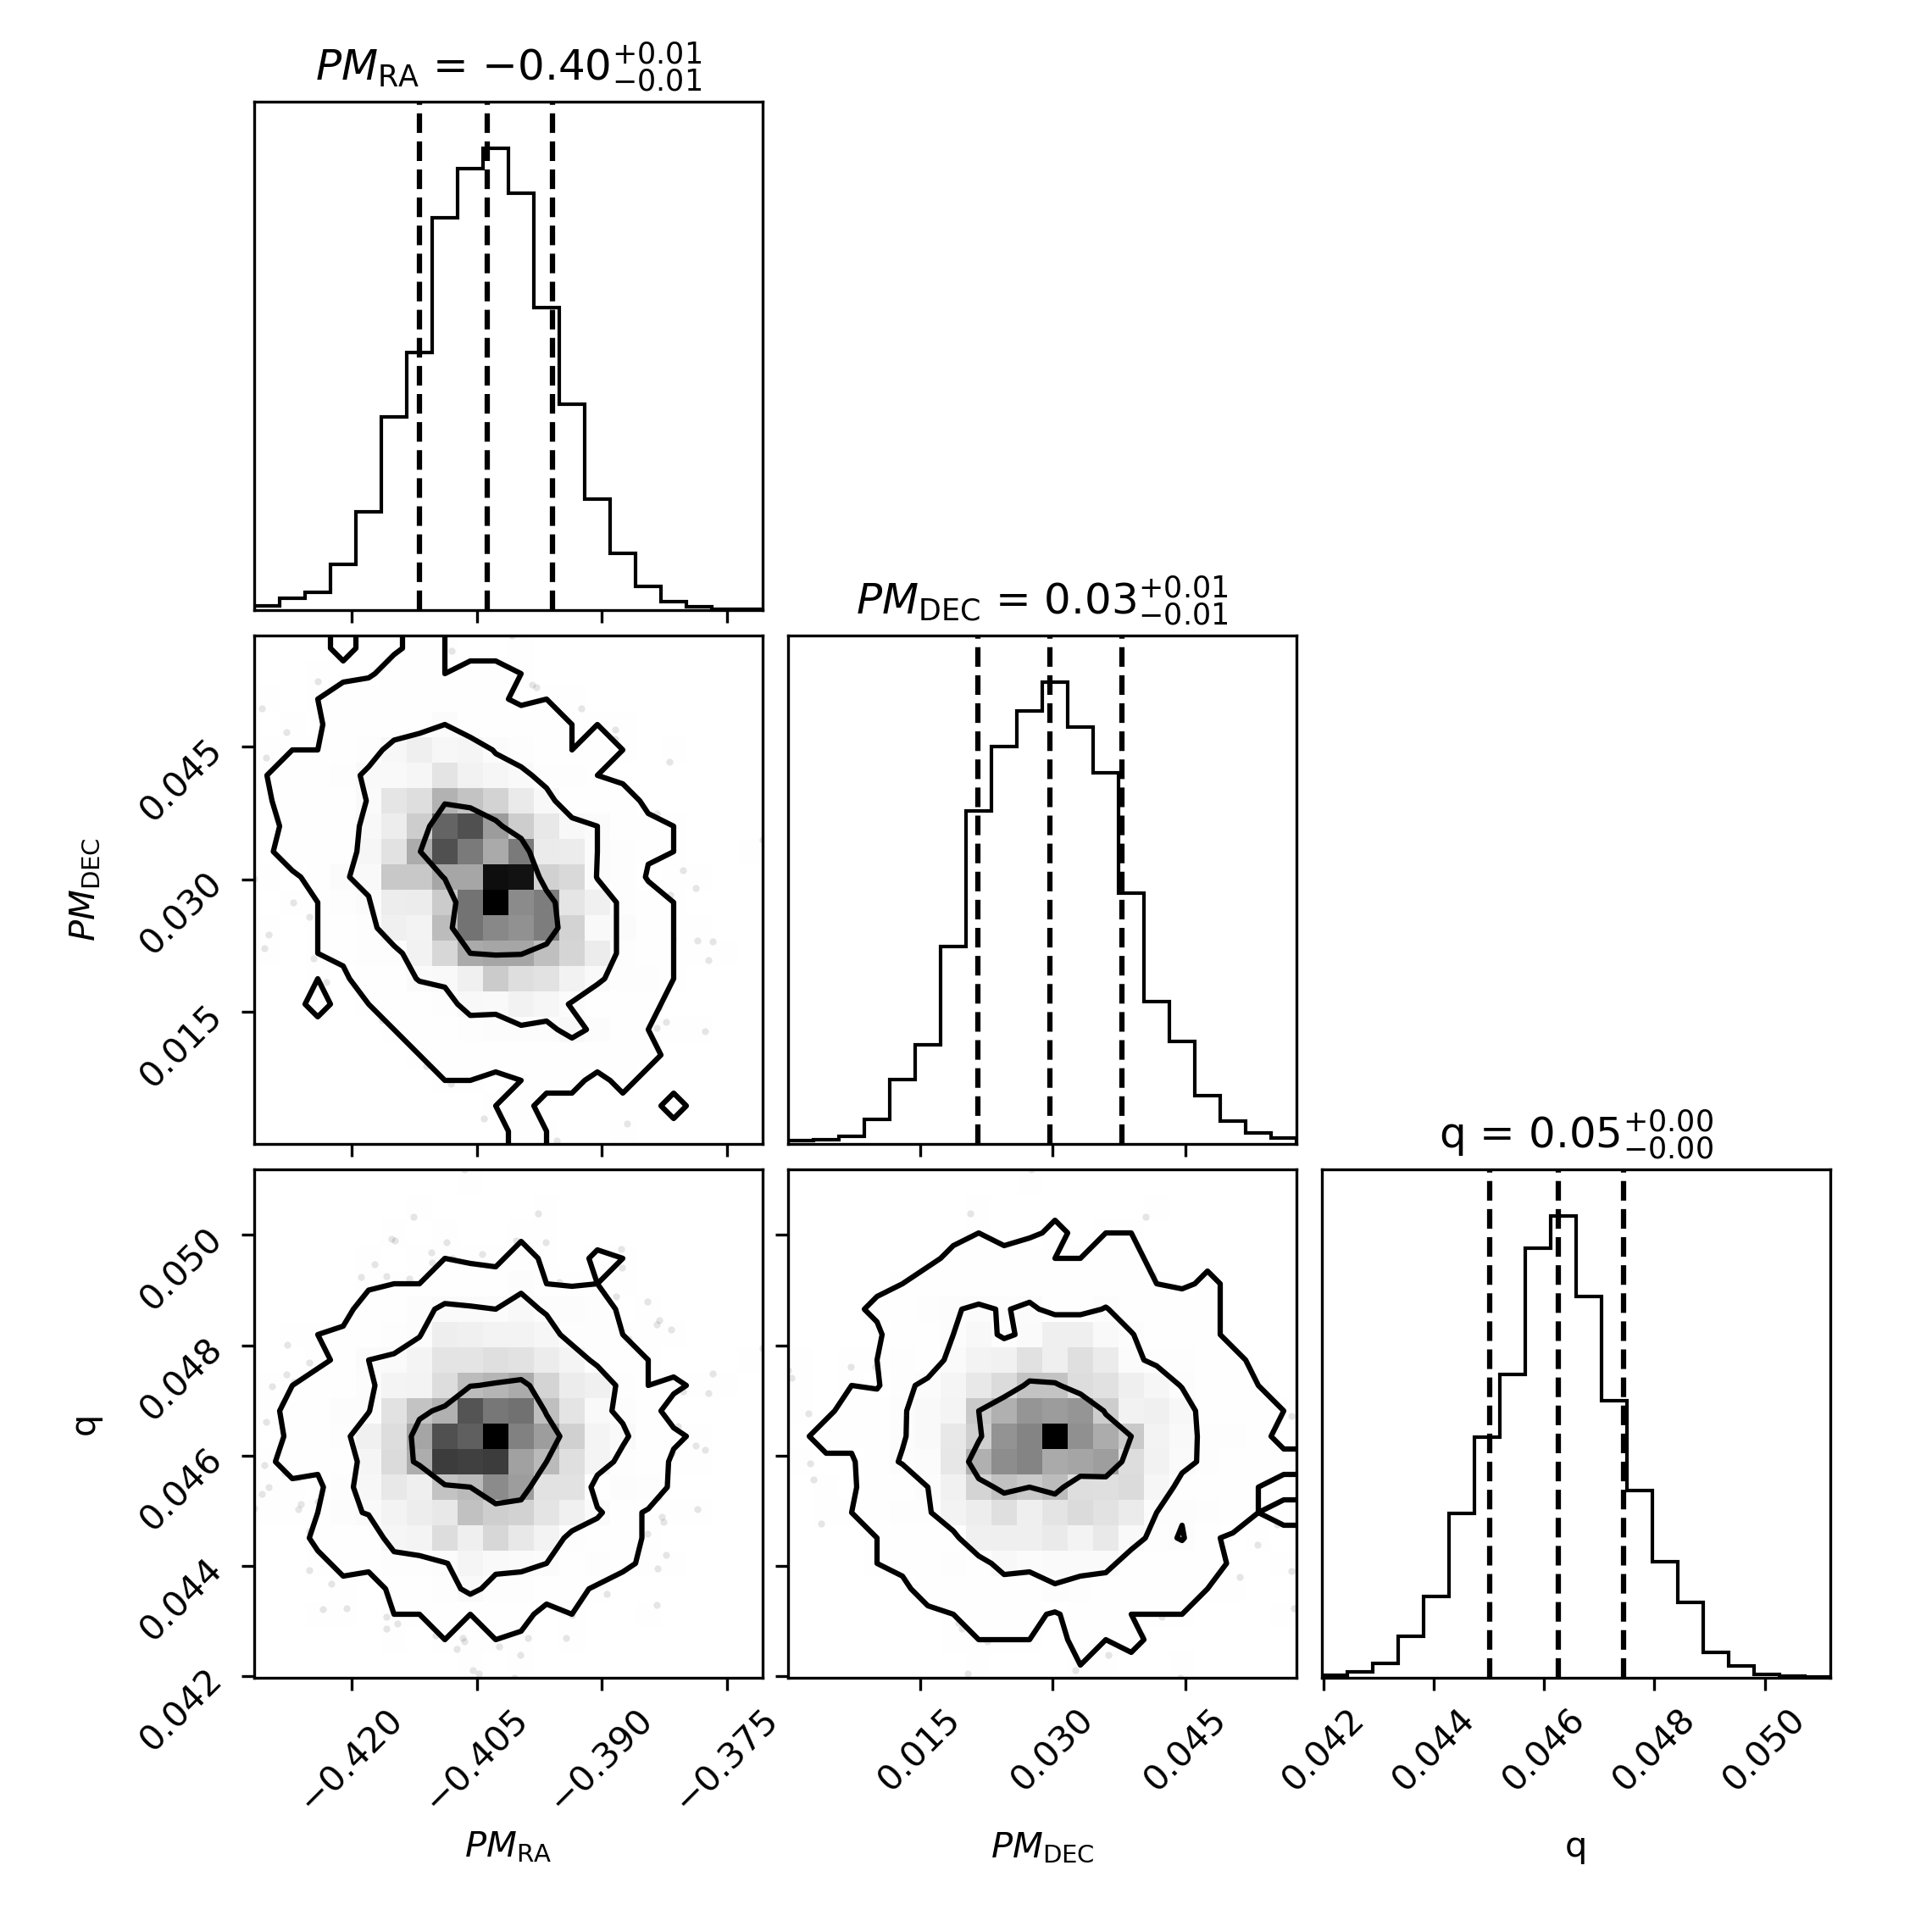 PM_RA = −0.40 +0.01 −0.01
PM_DEC = 0.03 +0.01 −0.01
q = 0.05 +0.00 −0.00
PM_DEC
0.045
0.030
0.015
q
0.050
0.048
0.046
0.044
0.042
−0.420 −0.405 −0.390 −0.375
0.015 0.030 0.045
0.042 0.044 0.046 0.048 0.050
PM_RA
PM_DEC
q